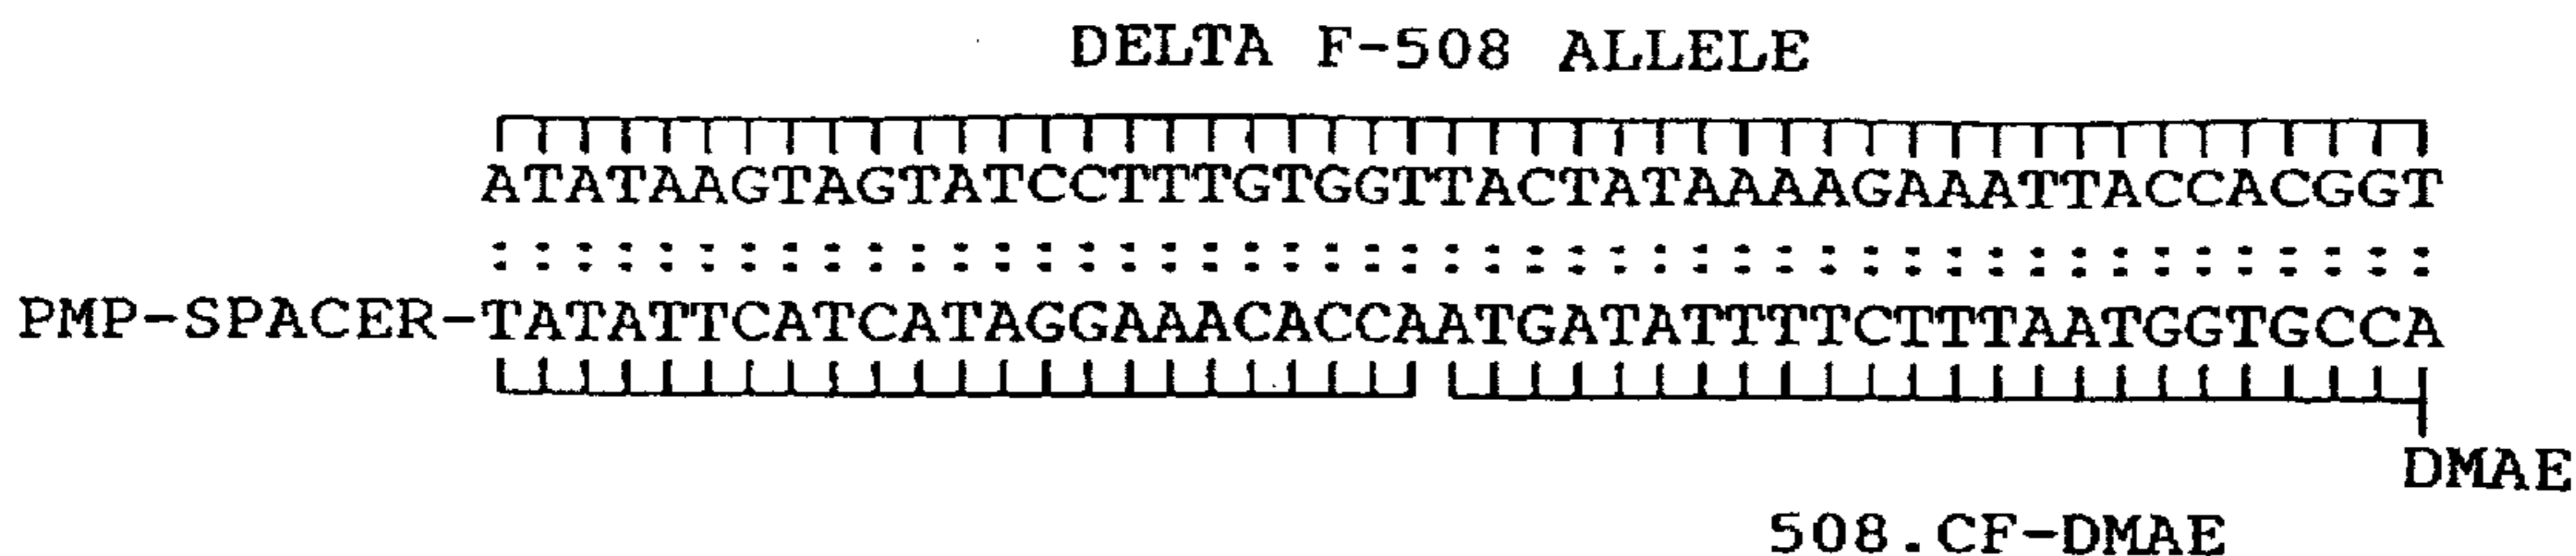 DELTA F-508 ALLELE
ATATAAGTAGTATCCTTTGTGGTTACTATAAAAGAAATTACCACGGT
PMP-SPACER-TATATTCATCATAGGAAACACCAATGATATTTTCTTTAATGGTGCCA
DMAE
508.CF-DMAE